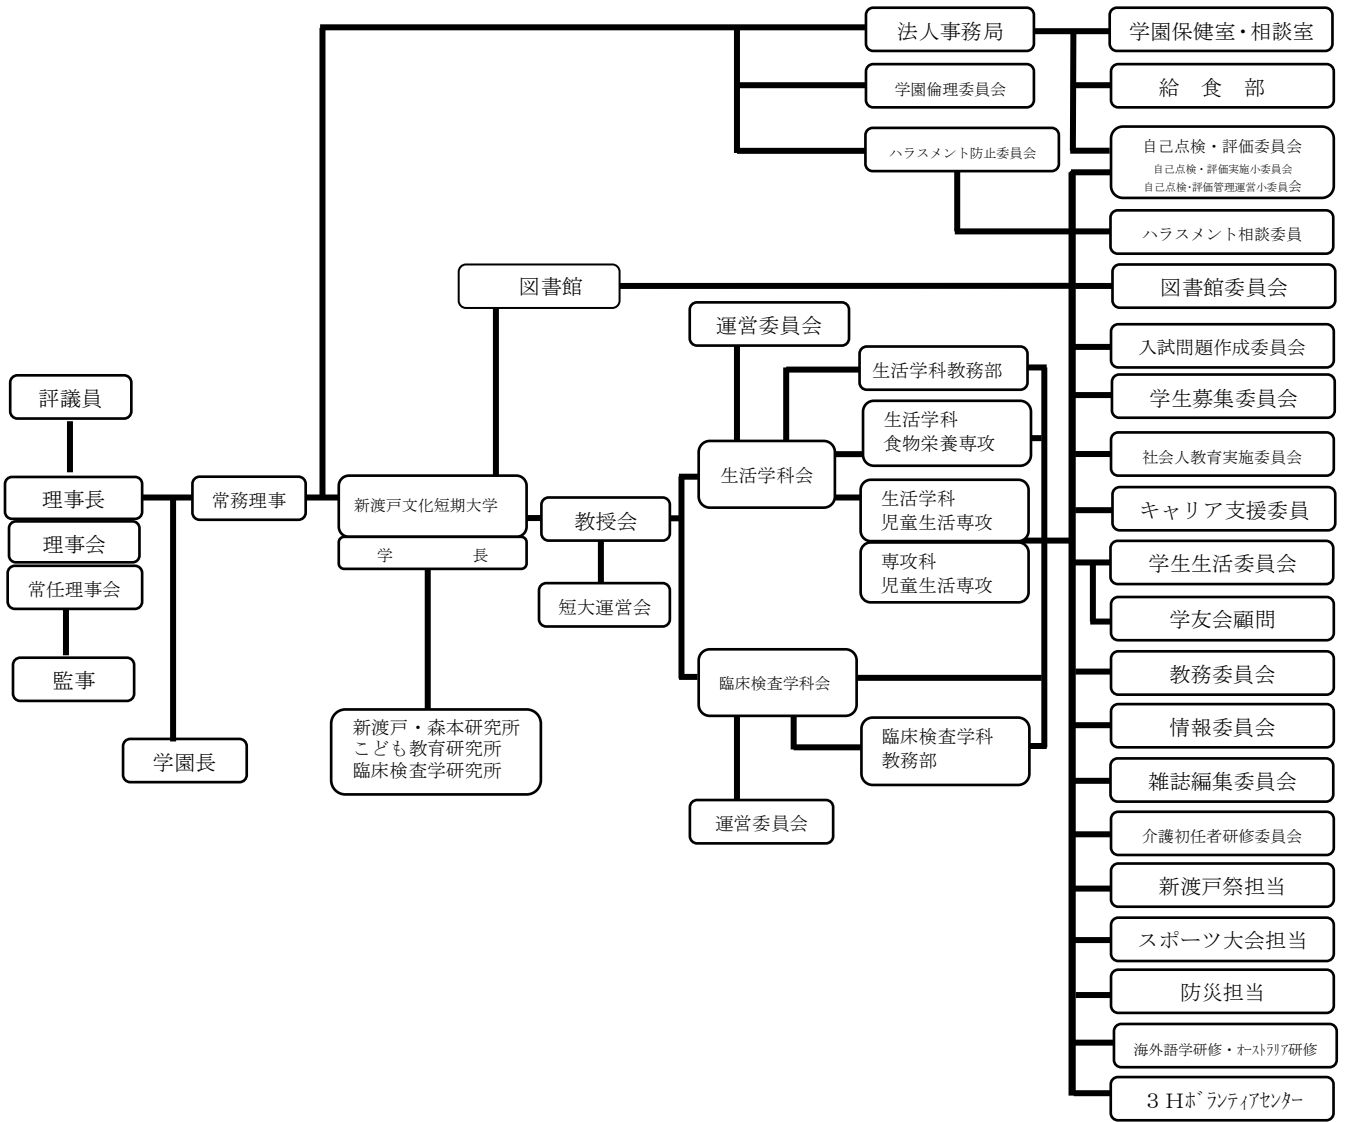 法人事務局
学園保健室・相談室
学園倫理委員会
給　食　部
ハラスメント防止委員会
自己点検・評価委員会
自己点検・評価実施小委員会
自己点検・評価管理運営小委員会
ハラスメント相談委員
図書館
図書館委員会
運営委員会
入試問題作成委員会
生活学科教務部
学生募集委員会
評議員
生活学科
食物栄養専攻
社会人教育実施委員会
生活学科会
理事長
常務理事
新渡戸文化短期大学
生活学科
児童生活専攻
キャリア支援委員
教授会
理事会
学　　　　　長
専攻科
児童生活専攻
学生生活委員会
常任理事会
短大運営会
学友会顧問
監事
臨床検査学科会
教務委員会
新渡戸・森本研究所
こども教育研究所
臨床検査学研究所
臨床検査学科
教務部
情報委員会
学園長
雑誌編集委員会
運営委員会
介護初任者研修委員会
新渡戸祭担当
スポーツ大会担当
防災担当
海外語学研修・ｵｰｽﾄﾗﾘｱ研修
３Ｈﾎﾞﾗﾝﾃｨｱｾﾝﾀｰ